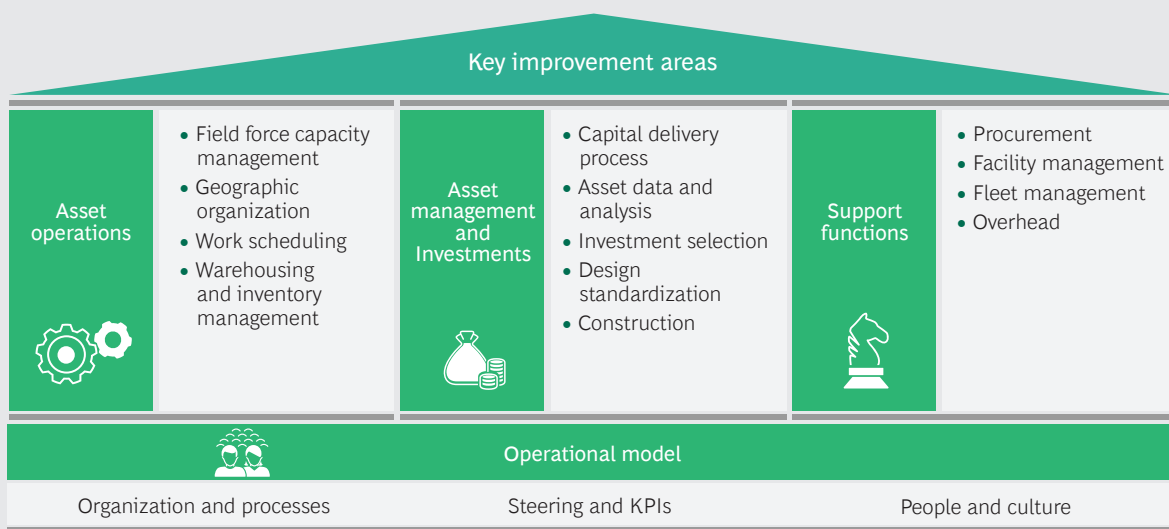 Key improvement areas
Asset
operations
• Field force capacity
management
• Geographic
organization
• Work scheduling
• Warehousing
and inventory
management
Asset
management
and
Investments
• Capital delivery
process
• Asset data and
analysis
• Investment selection
• Design
standardization
• Construction
Support
functions
• Procurement
• Facility management
• Fleet management
• Overhead
Operational model
Organization and processes
Steering and KPIs
People and culture